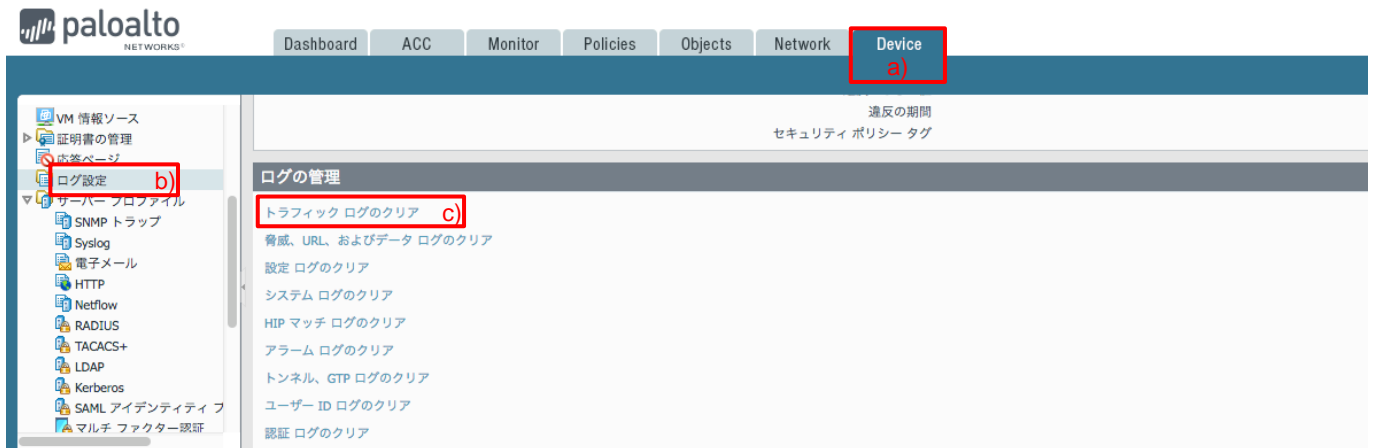 paloalto
NETWORKS®
Dashboard ACC Monitor Policies Objects Network Device
a)
VM 情報ソース
証明書の管理
応答ページ
ログ設定 b)
サーバー プロファイル
SNMP トラップ
Syslog
電子メール
HTTP
Netflow
RADIUS
TACACS+
LDAP
Kerberos
SAML アイデンティティ プ
マルチ ファクター認証
違反の期間
セキュリティ ポリシー タグ
ログの管理
トラフィック ログのクリア c)
脅威、URL、およびデータ ログのクリア
設定 ログのクリア
システム ログのクリア
HIP マッチ ログのクリア
アラーム ログのクリア
トンネル、GTP ログのクリア
ユーザー ID ログのクリア
認証 ログのクリア